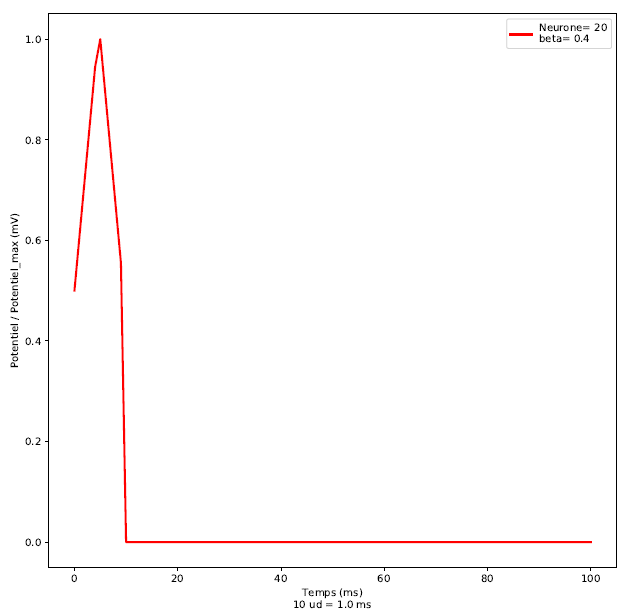 Neurone= 20
beta= 0.4
1.0
0.8
0.6
0.4
0.2
0.0
Potentiel / Potentiel_max (mV)
0 20 40 60 80 100
Temps (ms)
10 ud = 1.0 ms